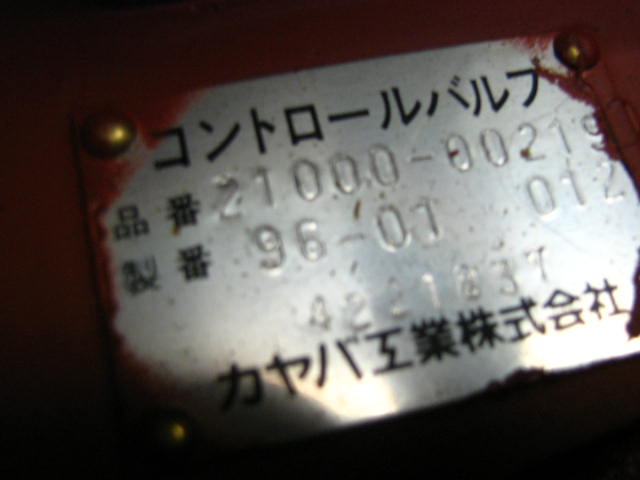 コントロールバルブ
品番 21000-00219
製番 96-01 012
4221837
カヤバ工業株式会社